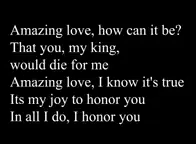 Amazing love, how can it be?
That you, my king,
would die for me
Amazing love, I know it's true
Its my joy to honor you
In all I do, I honor you